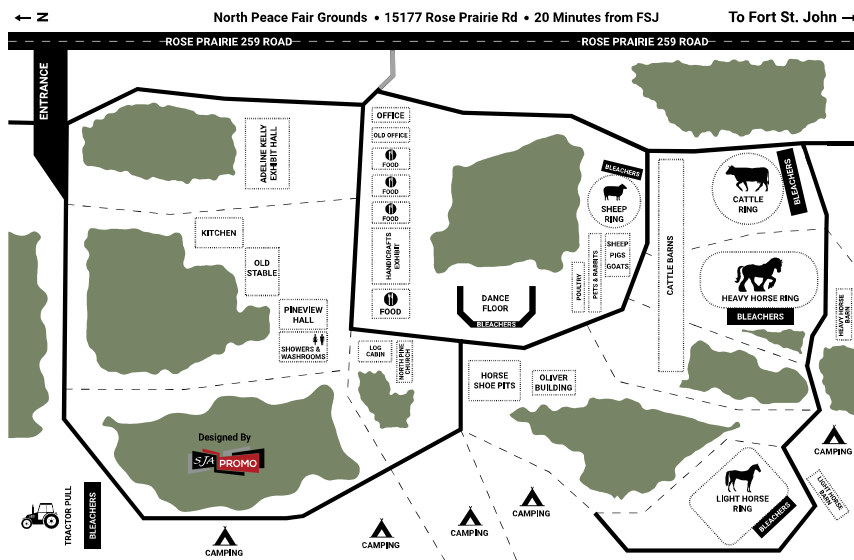 N
North Peace Fair Grounds • 15177 Rose Prairie Rd • 20 Minutes from FSJ
To Fort St. John
ROSE PRAIRIE 259 ROAD
ROSE PRAIRIE 259 ROAD
ENTRANCE
ADELINE KELLY
EXHIBIT HALL
OFFICE
OLD OFFICE
FOOD
FOOD
FOOD
HANDICRAFTS
EXHIBIT
FOOD
BLEACHERS
SHEEP
RING
SHEEP
PIGS
GOATS
PETS & RABBITS
POULTRY
DANCE
FLOOR
BLEACHERS
CATTLE BARNS
CATTLE
RING
BLEACHERS
HEAVY HORSE RING
BLEACHERS
HEAVY HORSE
BARN
KITCHEN
OLD
STABLE
PINEVIEW
HALL
SHOWERS &
WASHROOMS
LOG
CABIN
NORTH PINE
CHURCH
HORSE
SHOE PITS
OLIVER
BUILDING
Designed By
SJA PROMO
CAMPING
LIGHT HORSE
RING
BLEACHERS
LIGHT HORSE
BARN
TRACTOR PULL
BLEACHERS
CAMPING
CAMPING
CAMPING
CAMPING